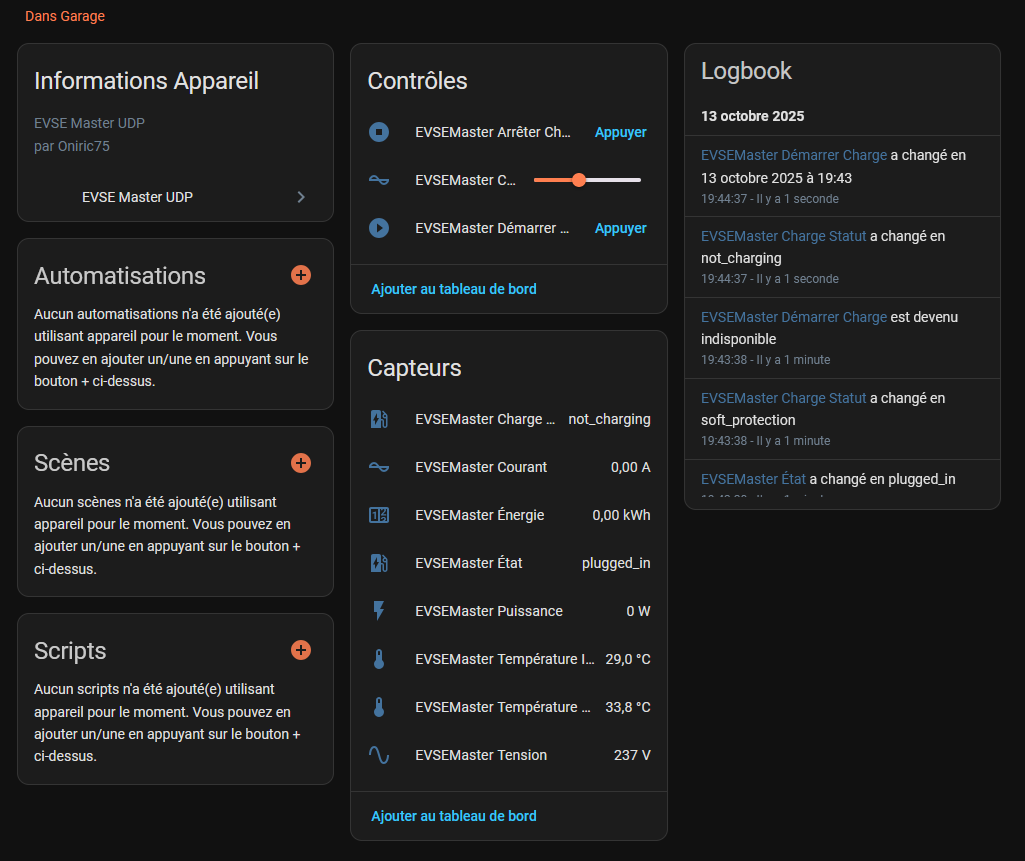 Dans Garage
Informations Appareil
EVSE Master UDP
par Oniric75
EVSE Master UDP
Automatisations
Aucun automatisations n'a été ajouté(e)
utilisant appareil pour le moment. Vous
pouvez en ajouter un/une en appuyant sur le
bouton + ci-dessus.
Scènes
Aucun scènes n'a été ajouté(e) utilisant
appareil pour le moment. Vous pouvez en
ajouter un/une en appuyant sur le bouton +
ci-dessus.
Scripts
Aucun scripts n'a été ajouté(e) utilisant
appareil pour le moment. Vous pouvez en
ajouter un/une en appuyant sur le bouton +
ci-dessus.
Contrôles
EVSEMaster Arrêter Ch... Appuyer
EVSEMaster C...
EVSEMaster Démarrer ... Appuyer
Ajouter au tableau de bord
Capteurs
EVSEMaster Charge ... not_charging
EVSEMaster Courant 0,00 A
EVSEMaster Énergie 0,00 kWh
EVSEMaster État plugged_in
EVSEMaster Puissance 0 W
EVSEMaster Température I... 29,0 °C
EVSEMaster Température ... 33,8 °C
EVSEMaster Tension 237 V
Ajouter au tableau de bord
Logbook
13 octobre 2025
EVSEMaster Démarrer Charge a changé en
13 octobre 2025 à 19:43
19:44:37 - Il y a 1 seconde
EVSEMaster Charge Statut a changé en
not_charging
19:44:37 - Il y a 1 seconde
EVSEMaster Démarrer Charge est devenu
indisponible
19:43:38 - Il y a 1 minute
EVSEMaster Charge Statut a changé en
soft_protection
19:43:38 - Il y a 1 minute
EVSEMaster État a changé en plugged_in